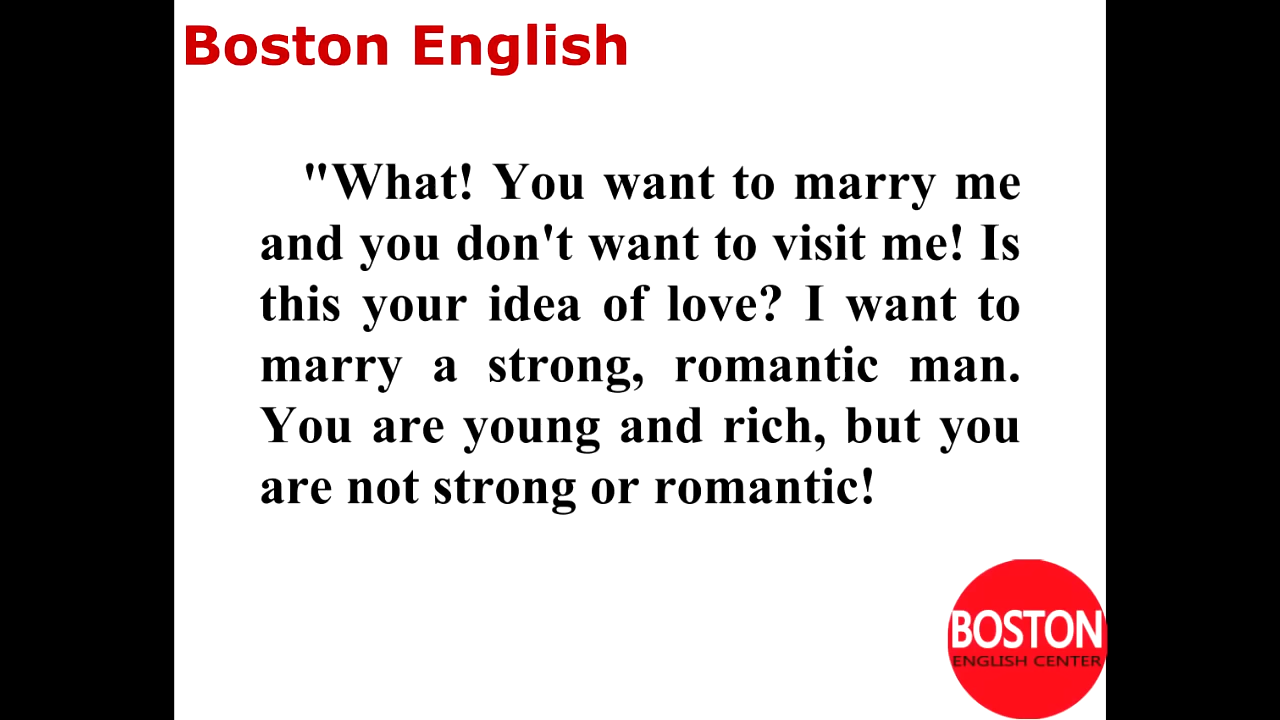 Boston English
"What! You want to marry me
and you don't want to visit me! Is
this your idea of love? I want to
marry a strong, romantic man.
You are young and rich, but you
are not strong or romantic!
BOSTON
ENGLISH CENTER